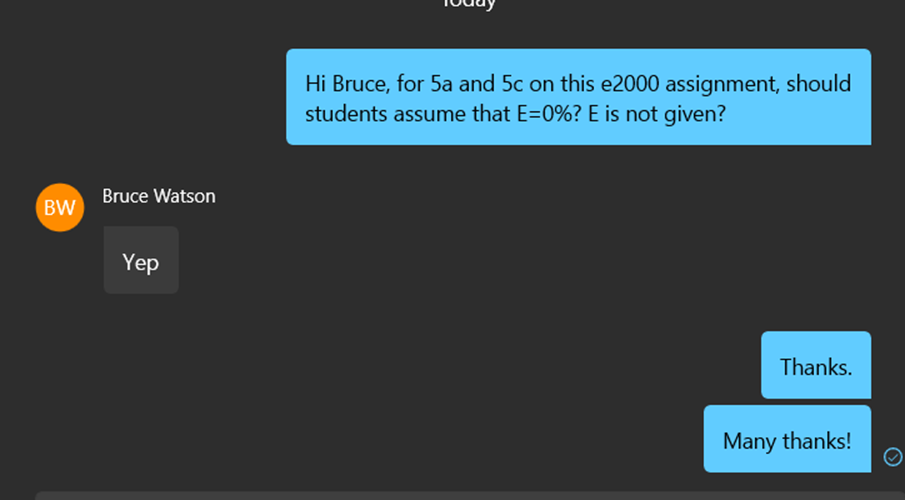 Today
Hi Bruce, for 5a and 5c on this e2000 assignment, should
students assume that E=0%? E is not given?
BW
Bruce Watson
Yep
Thanks.
Many thanks!